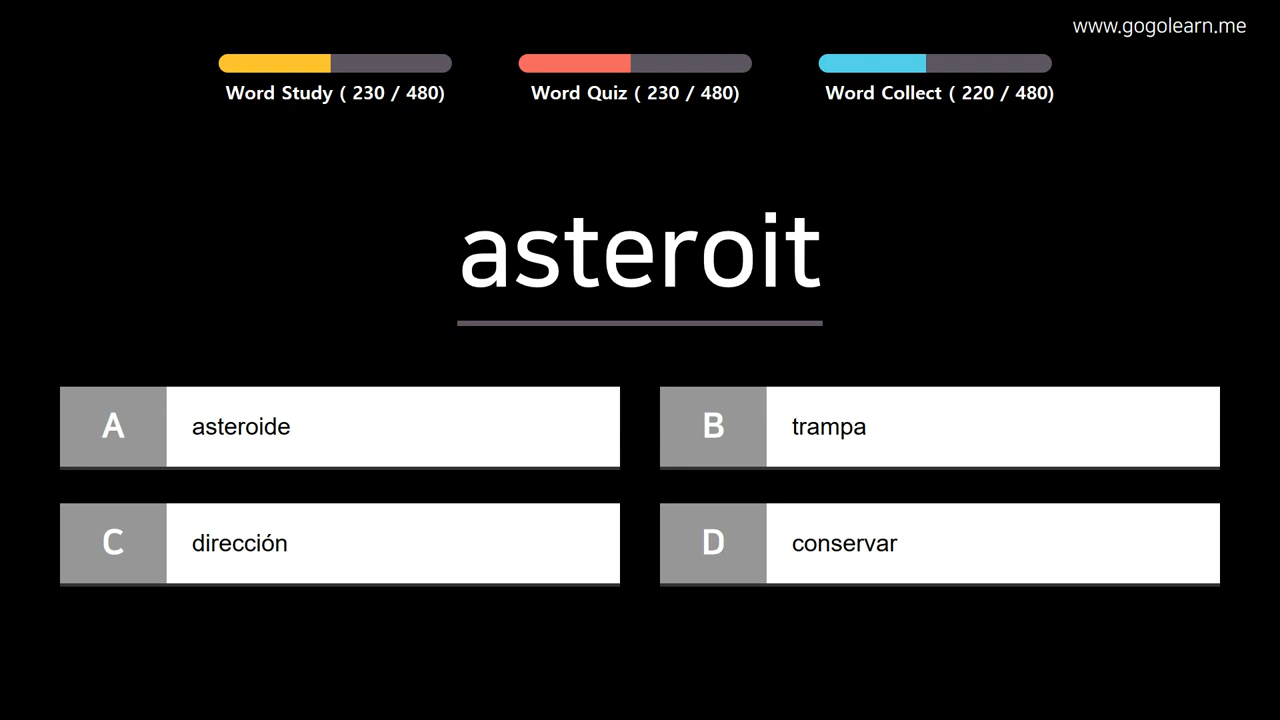 www.gogolearn.me
Word Study ( 230 / 480)
Word Quiz ( 230 / 480)
Word Collect ( 220 / 480)
asteroit
A asteroide
B trampa
C dirección
D conservar